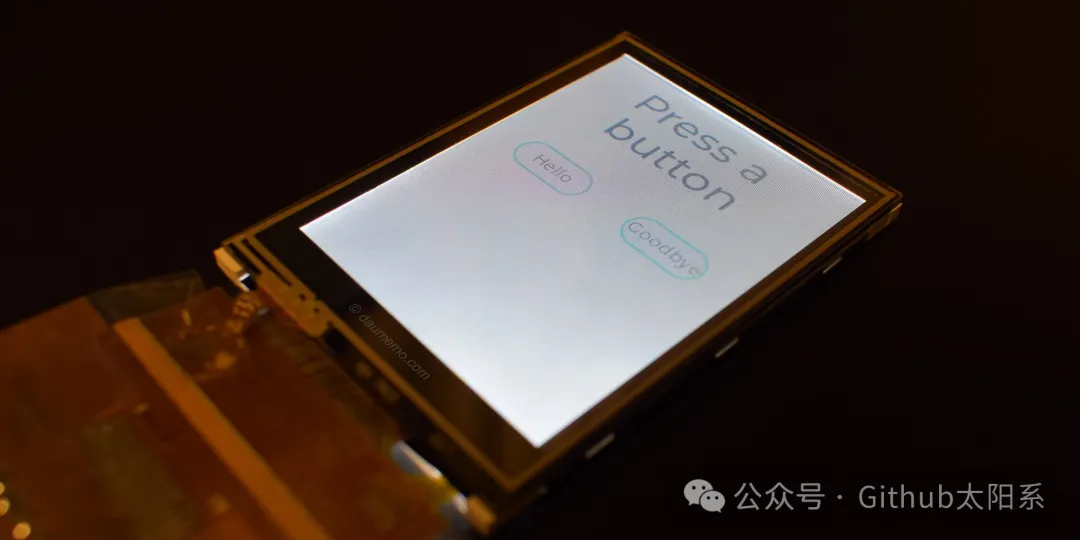 Press a
button
Hello
Goodbye
© daumemo.com
公众号 · Github太阳系